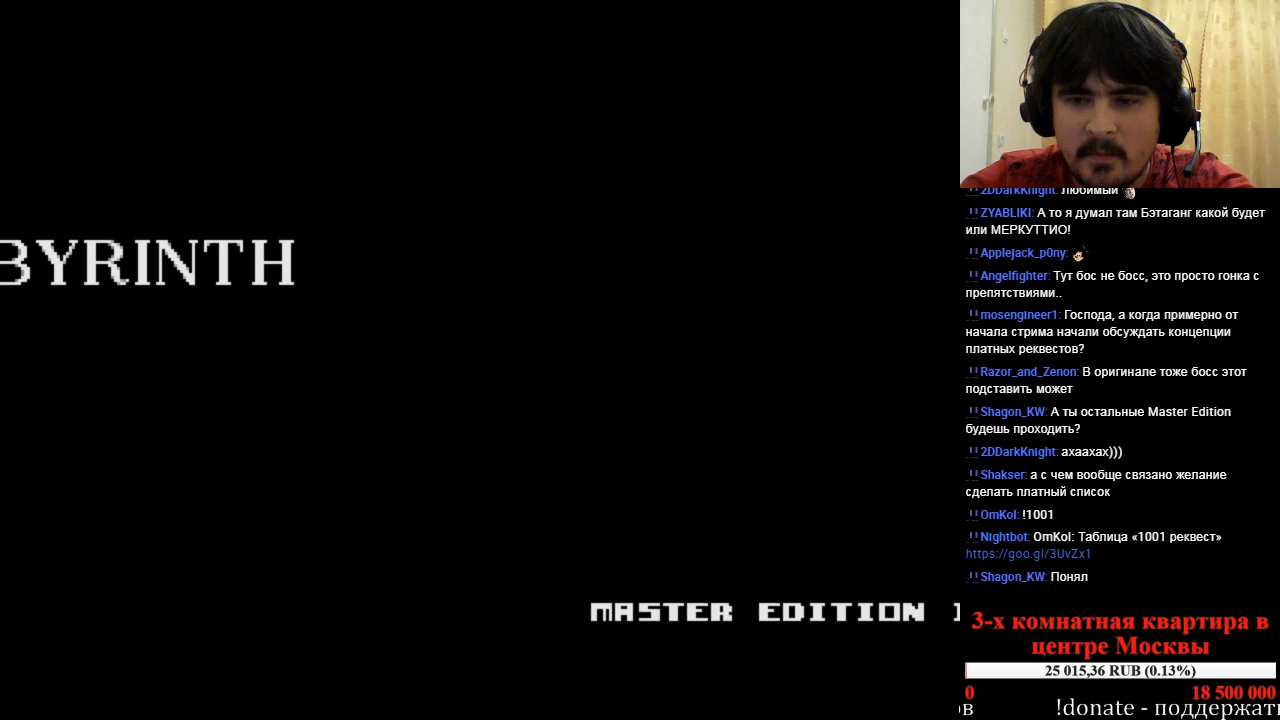 BYRINTH
MASTER EDITION
2DDarkKnight: Любимый
ZYABLIKI: А то я думал там Бэтаганг какой будет
или МЕРКУТТИО!
Applejack_p0ny:
Angelfighter: Тут бос не босс, это просто гонка с
препятствиями..
mosengineer1: Господа, а когда примерно от
начала стрима начали обсуждать концепции
платных реквестов?
Razor_and_Zenon: В оригинале тоже босс этот
подставить может
Shagon_KW: А ты остальные Master Edition
будешь проходить?
2DDarkKnight: ахаахах)))
Shakser: а с чем вообще связано желание
сделать платный список
OmKol: !1001
Nightbot: OmKol: Таблица «1001 реквест»
https://goo.gl/3UvZx1
Shagon_KW: Понял
3-х комнатная квартира в
центре Москвы
25 015,36 RUB (0.13%)
0 18 500 000
ов !donate - поддержат